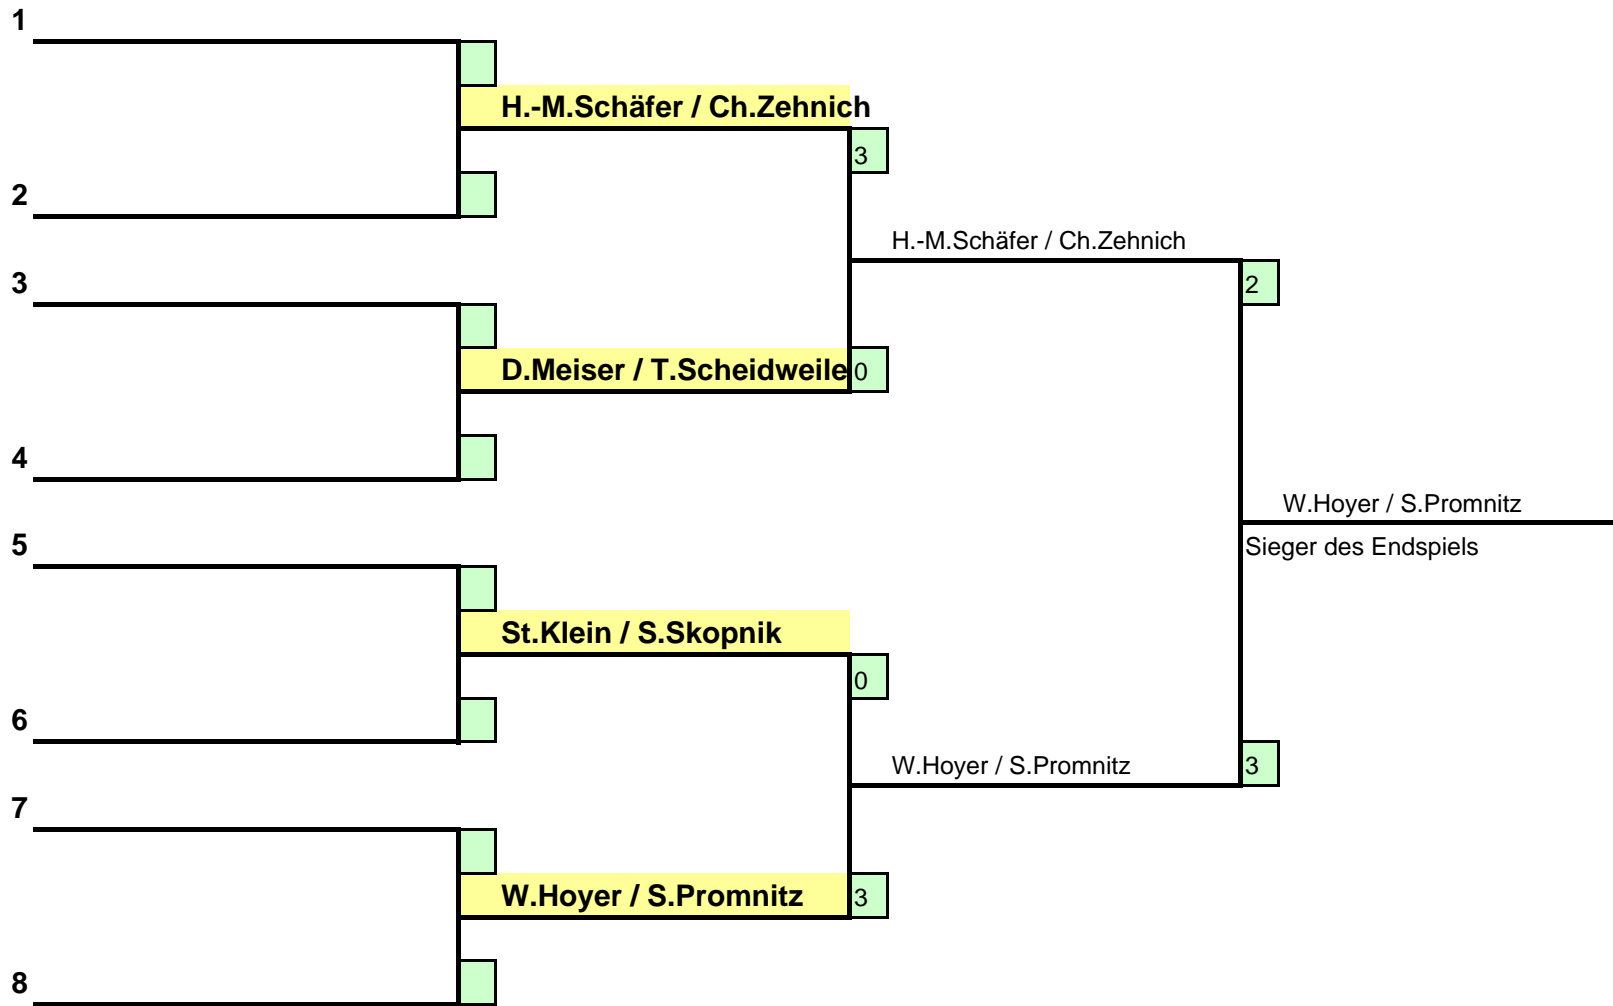 1
H.-M.Schäfer / Ch.Zehnich
3
2
H.-M.Schäfer / Ch.Zehnich
3
2
D.Meiser / T.Scheidweile
0
4
W.Hoyer / S.Promnitz
5
Sieger des Endspiels
St.Klein / S.Skopnik
0
6
W.Hoyer / S.Promnitz
3
7
W.Hoyer / S.Promnitz
3
8